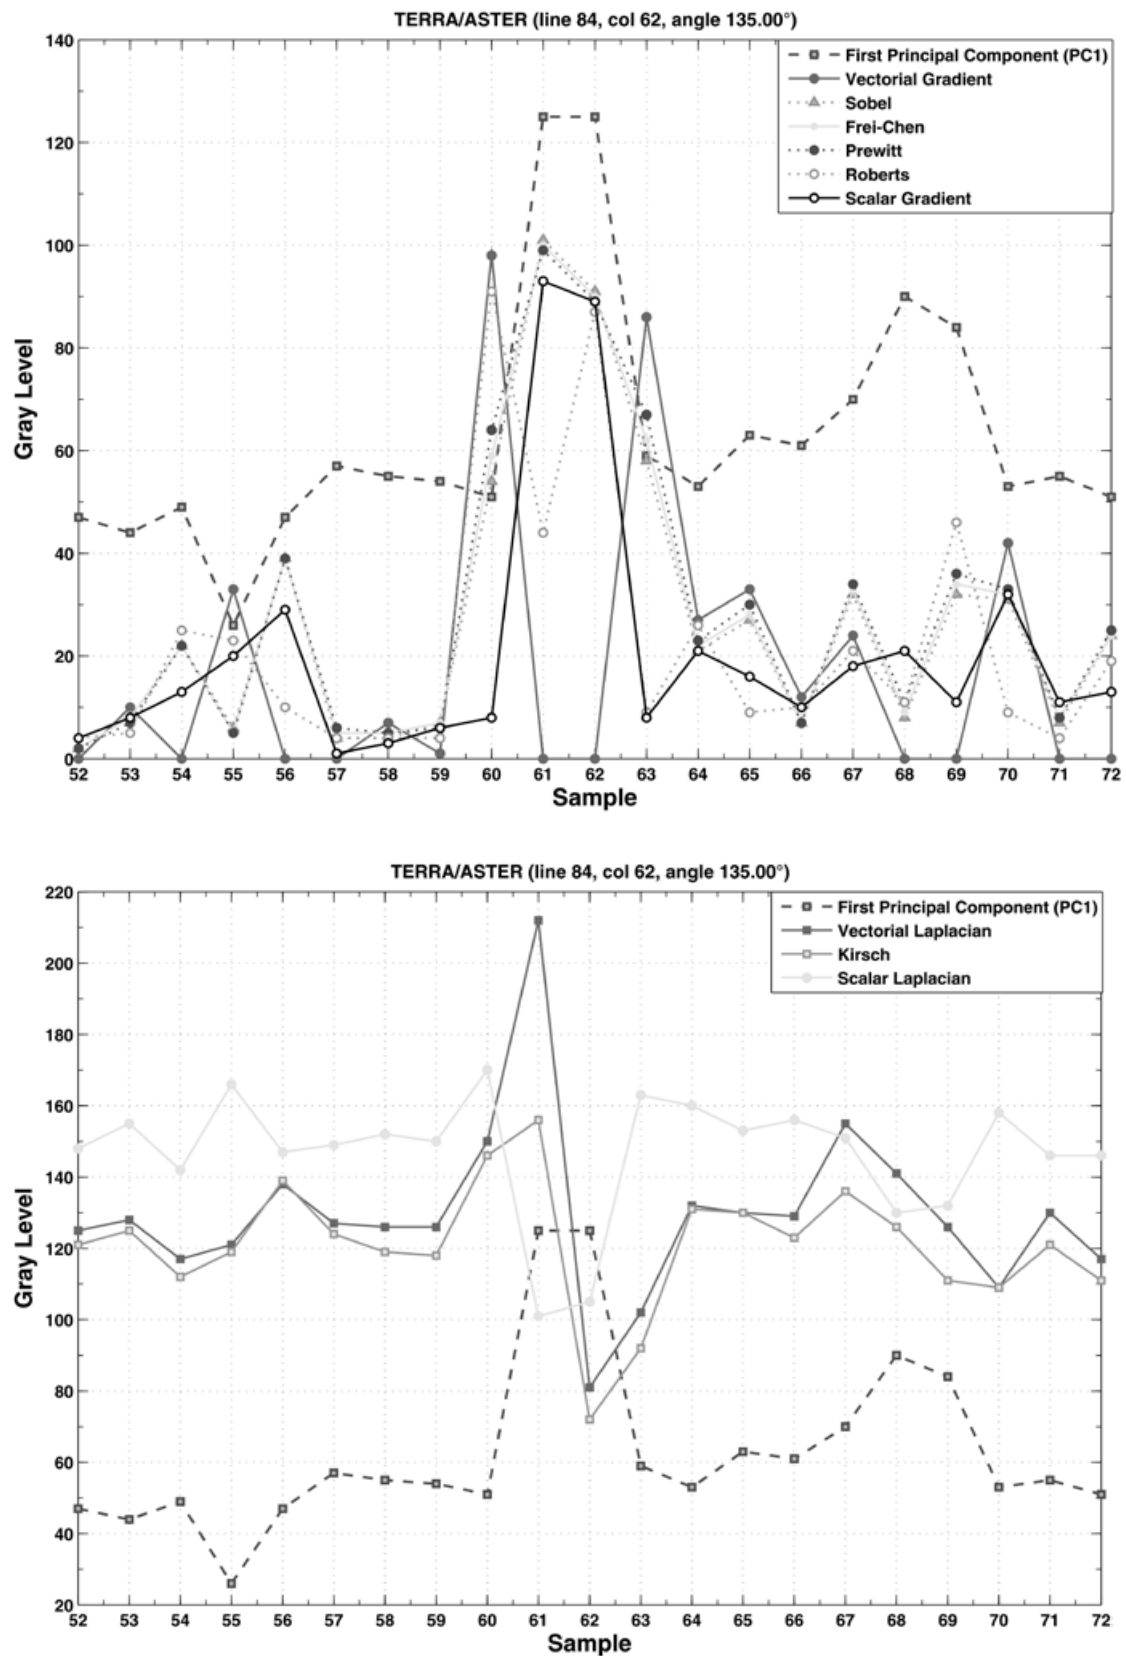 TERRA/ASTER (line 84, col 62, angle 135.00°)
140
120
100
80
60
40
20
0
Gray Level
First Principal Component (PC1)
Vectorial Gradient
Sobel
Frei-Chen
Prewitt
Roberts
Scalar Gradient
52 53 54 55 56 57 58 59 60 61 62 63 64 65 66 67 68 69 70 71 72
Sample
TERRA/ASTER (line 84, col 62, angle 135.00°)
220
200
180
160
140
120
100
80
60
40
20
Gray Level
First Principal Component (PC1)
Vectorial Laplacian
Kirsch
Scalar Laplacian
52 53 54 55 56 57 58 59 60 61 62 63 64 65 66 67 68 69 70 71 72
Sample